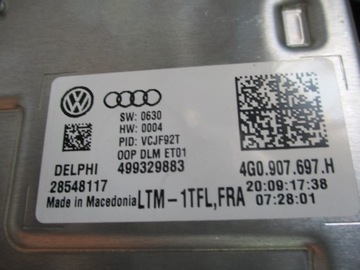 SW: 0630
HW: 0004
PID: VCJF92T
OOP DLM ET01
DELPHI 499329883
28548117
Made in Macedonia LTM-1TFL,FRA
4G0.907.697.H
20:09:17:38
07:28:01